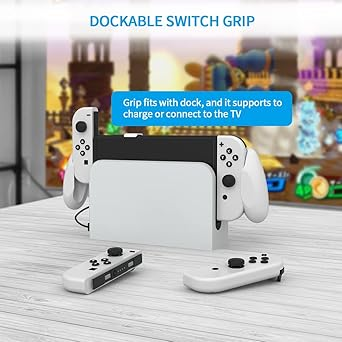 DOCKABLE SWITCH GRIP
Grip fits with dock, and it supports to
charge or connect to the TV